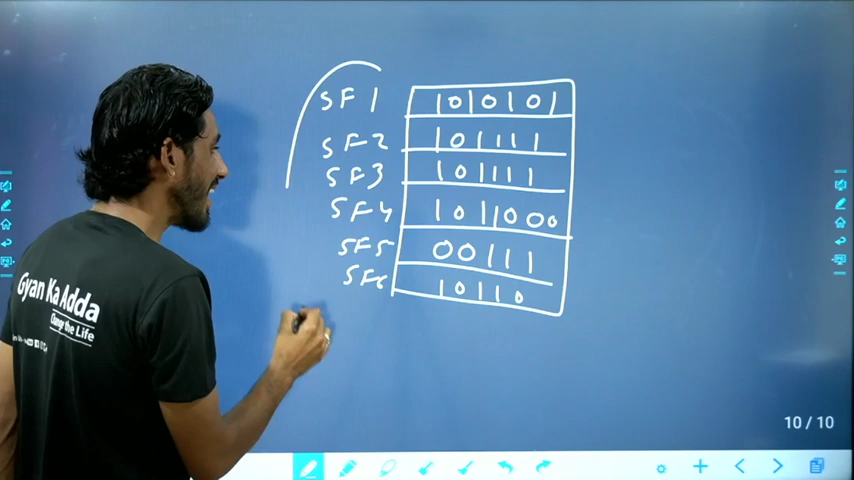 SF1 1010101
SF2 101111
SF3 101111
SF4 1011000
SF5 00111
SF6 10110
Gyan Ka Adda
Change the Life
10/10